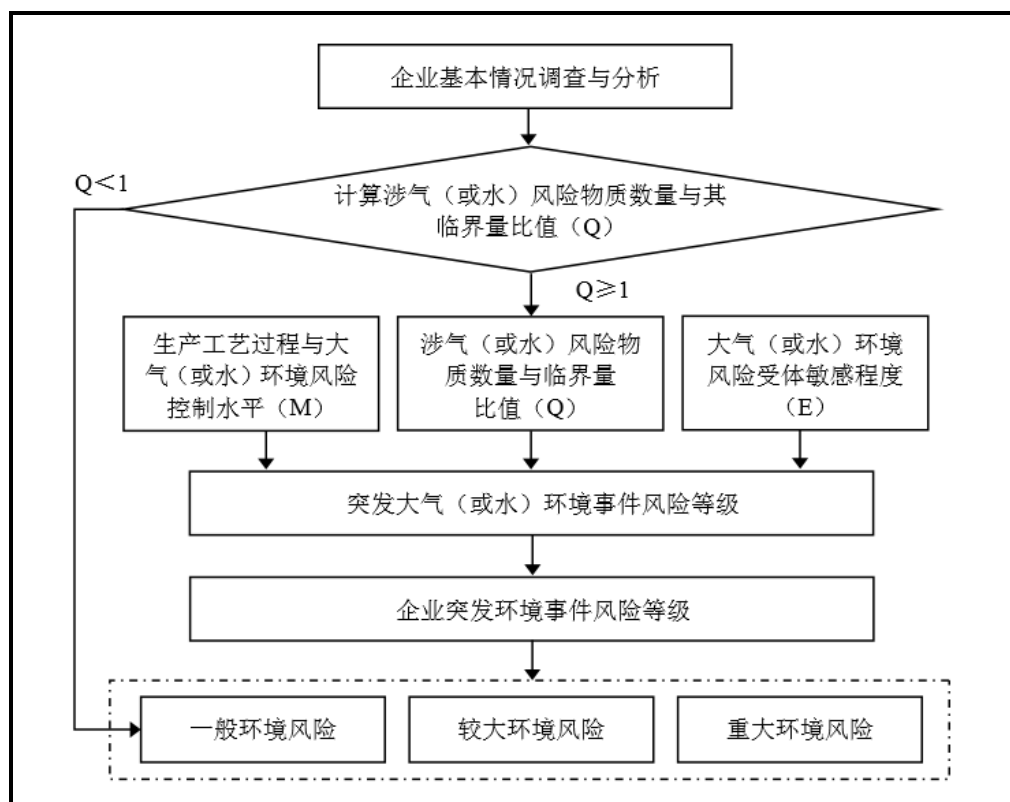 企业基本情况调查与分析
Q＜1
计算涉气（或水）风险物质数量与其
临界量比值（Q）
Q≥1
生产工艺过程与大
气（或水）环境风险
控制水平（M）
涉气（或水）风险物
质数量与临界量
比值（Q）
大气（或水）环境
风险受体敏感程度
（E）
突发大气（或水）环境事件风险等级
企业突发环境事件风险等级
一般环境风险
较大环境风险
重大环境风险